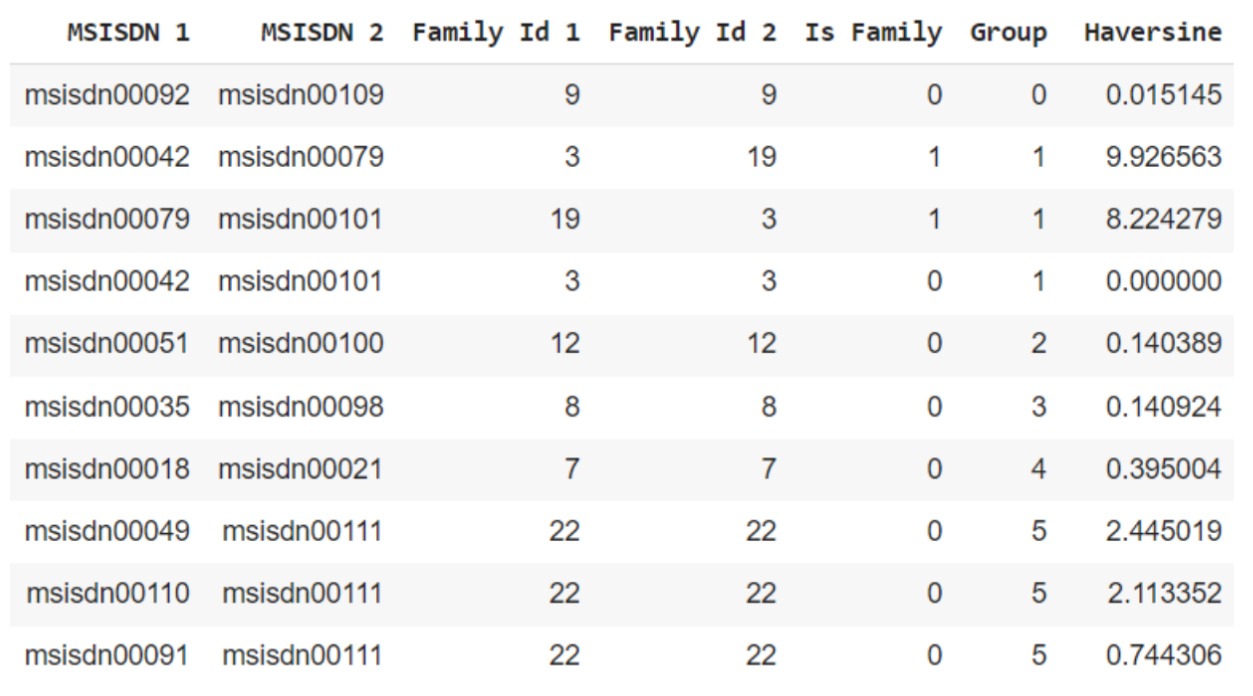 MSISDN 1 MSISDN 2 Family Id 1 Family Id 2 Is Family Group Haversine
msisdn00092 msisdn00109 9 9 0 0 0.015145
msisdn00042 msisdn00079 3 19 1 1 9.926563
msisdn00079 msisdn00101 19 3 1 1 8.224279
msisdn00042 msisdn00101 3 3 0 1 0.000000
msisdn00051 msisdn00100 12 12 0 2 0.140389
msisdn00035 msisdn00098 8 8 0 3 0.140924
msisdn00018 msisdn00021 7 7 0 4 0.395004
msisdn00049 msisdn00111 22 22 0 5 2.445019
msisdn00110 msisdn00111 22 22 0 5 2.113352
msisdn00091 msisdn00111 22 22 0 5 0.744306